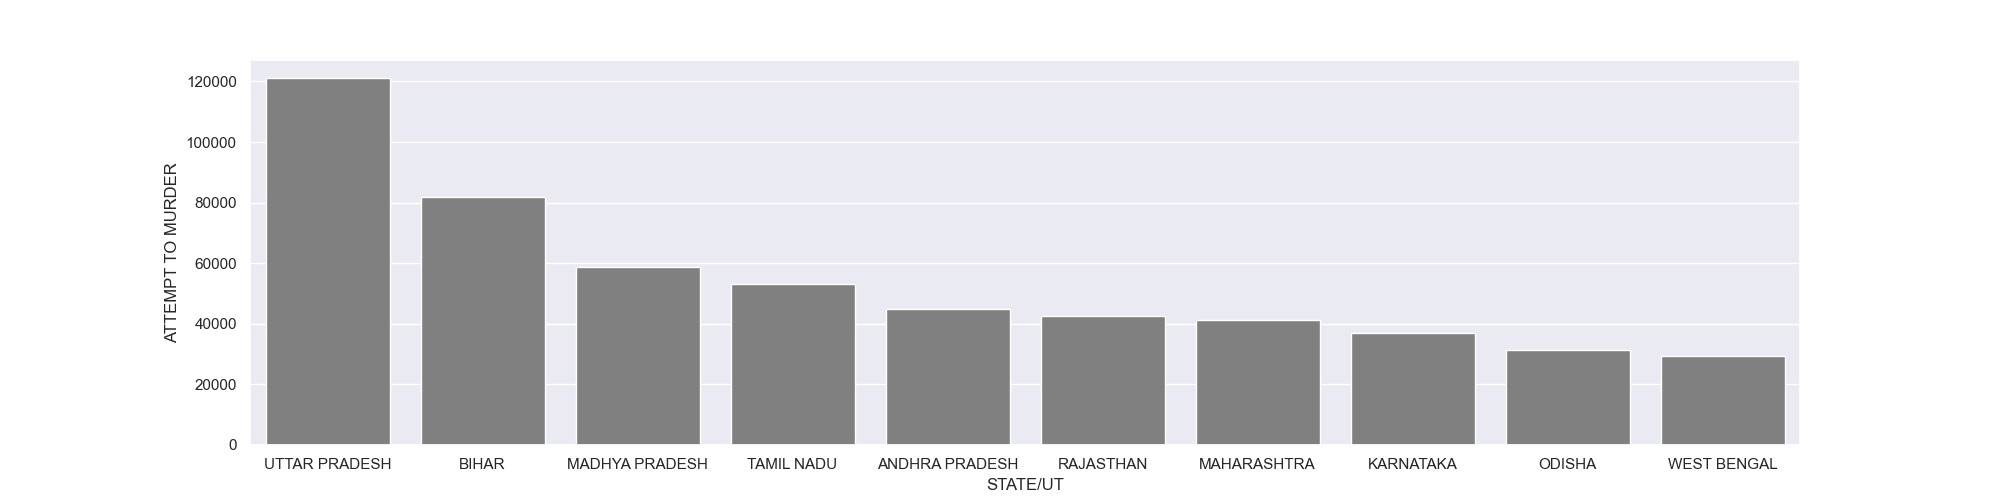 120000
100000
80000
60000
40000
20000
0
ATTEMPT TO MURDER
UTTAR PRADESH BIHAR MADHYA PRADESH TAMIL NADU ANDHRA PRADESH RAJASTHAN MAHARASHTRA KARNATAKA ODISHA WEST BENGAL
STATE/UT